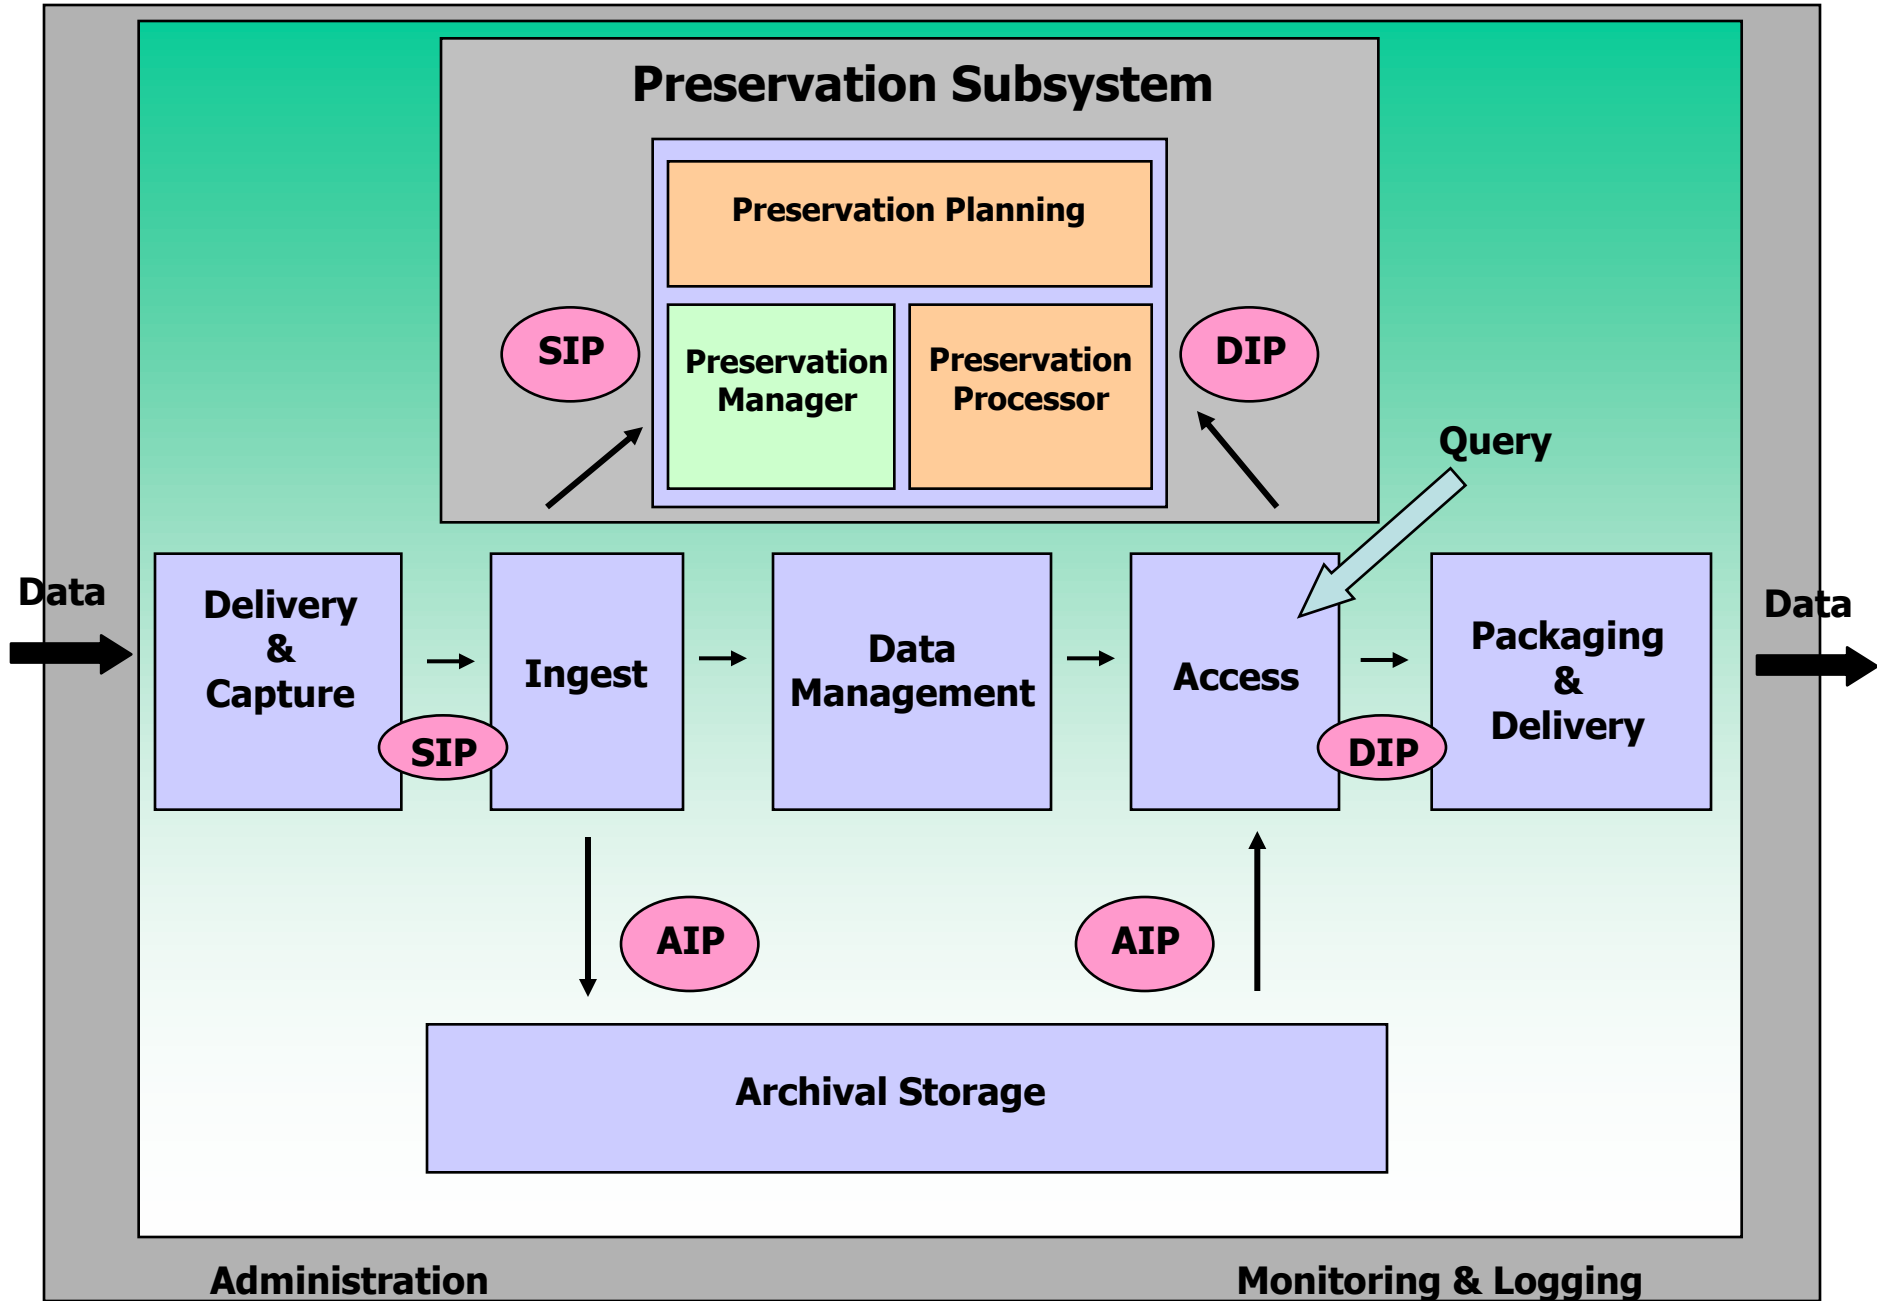 Preservation Subsystem
Preservation Planning
SIP
Preservation
Manager
Preservation
Processor
DIP
Query
Data
Delivery
&
Capture
SIP
Ingest
Data
Management
Access
DIP
Packaging
&
Delivery
Data
AIP
AIP
Archival Storage
Administration
Monitoring & Logging